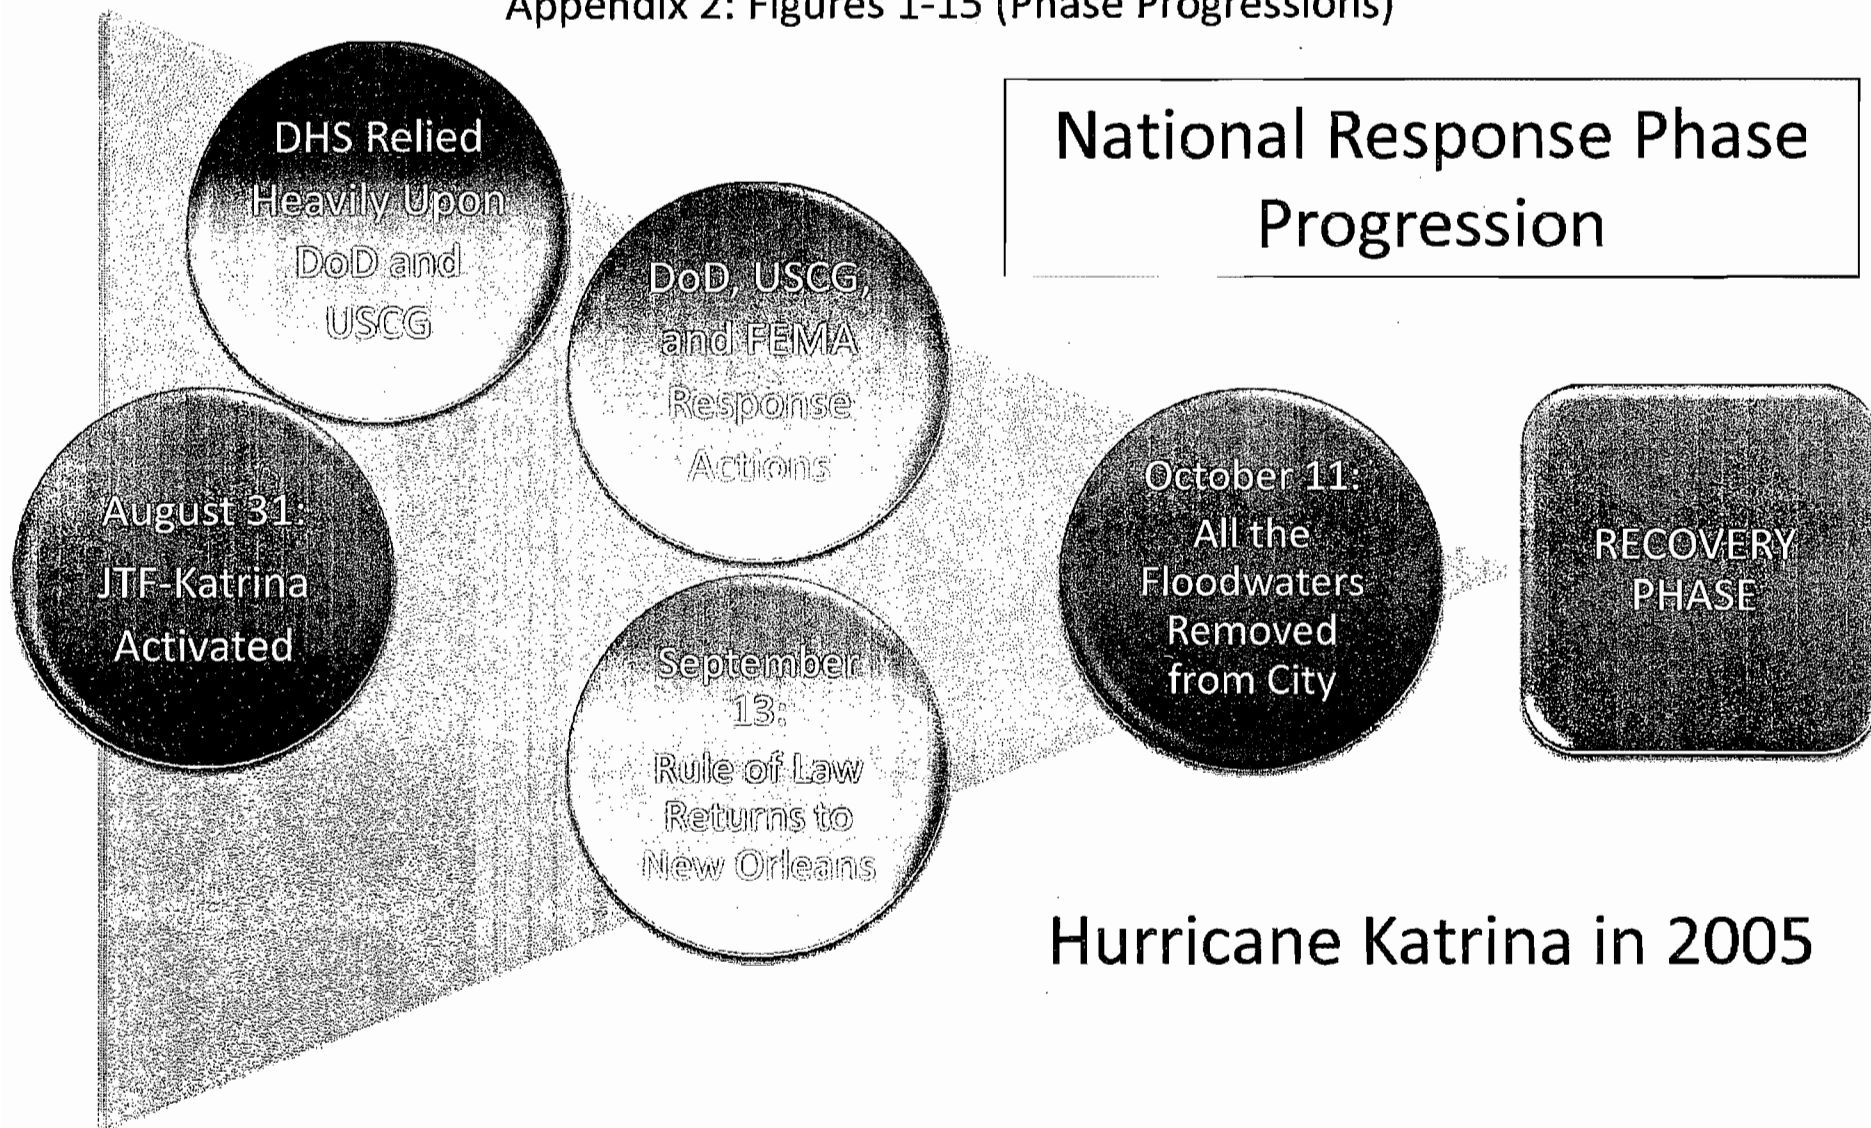 Appendix 2: Figures 1-15 (Phase Progressions)
National Response Phase
Progression
DHS Relied
Heavily Upon
DoD and
USCG
DoD, USCG,
and FEMA
Response
Actions
August 31:
JTF-Katrina
Activated
September
13:
Rule of Law
Returns to
New Orleans
October 11:
All the
Floodwaters
Removed
from City
RECOVERY
PHASE
Hurricane Katrina in 2005